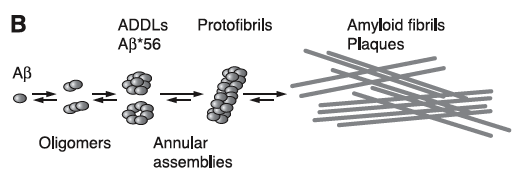 B
ADDLs
Aβ*56
Protofibrils
Amyloid fibrils
Plaques
Aβ
Oligomers
Annular
assemblies